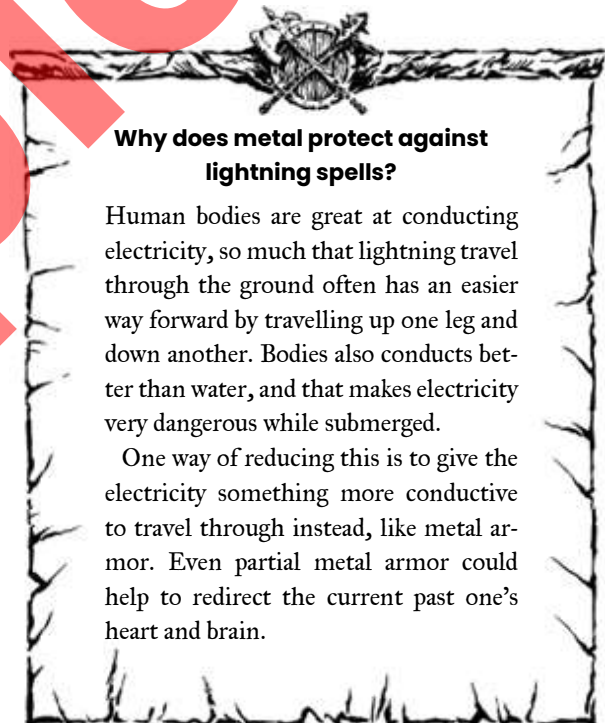 Why does metal protect against
lightning spells?
Human bodies are great at conducting
electricity, so much that lightning travel
through the ground often has an easier
way forward by travelling up one leg and
down another. Bodies also conducts bet-
ter than water, and that makes electricity
very dangerous while submerged.
One way of reducing this is to give the
electricity something more conductive
to travel through instead, like metal ar-
mor. Even partial metal armor could
help to redirect the current past one's
heart and brain.